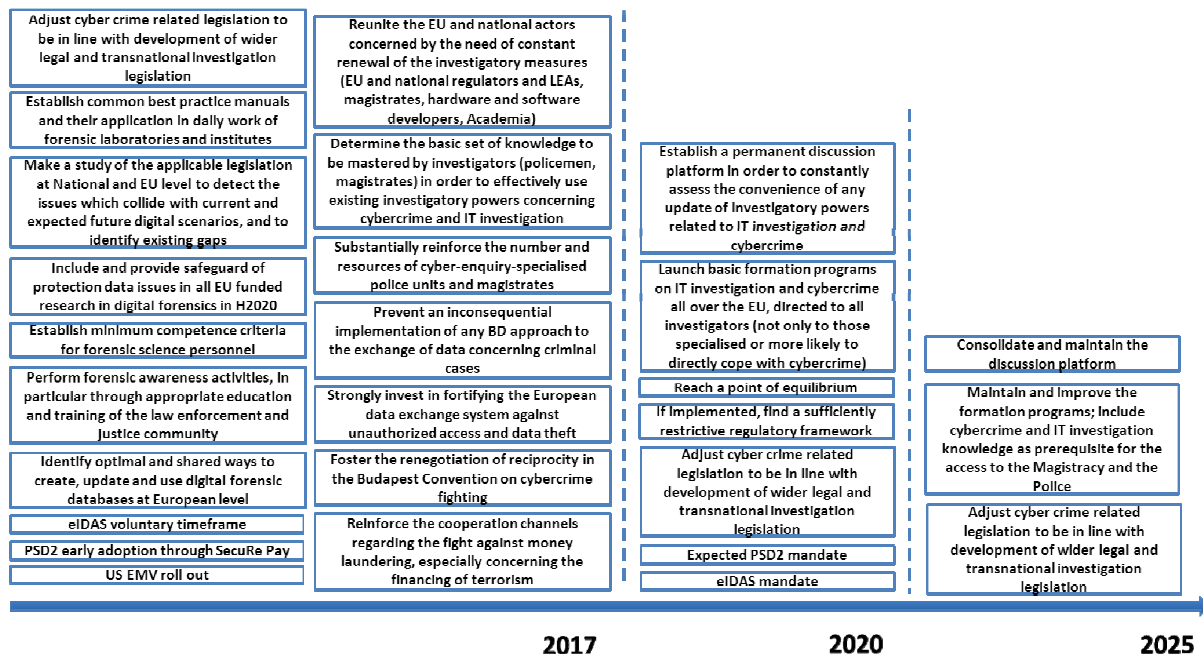 Adjust cyber crime related legislation to
be in line with development of wider
legal and transnational investigation
legislation
Establish common best practice manuals
and their application in daily work of
forensic laboratories and institutes
Make a study of the applicable legislation
at National and EU level to detect the
issues which collide with current and
expected future digital scenarios, and to
identify existing gaps
Include and provide safeguard of
protection data issues in all EU funded
research in digital forensics in H2020
Establish minimum competence criteria
for forensic science personnel
Perform forensic awareness activities, in
particular through appropriate education
and training of the law enforcement and
justice community
Identify optimal and shared ways to
create, update and use digital forensic
databases at European level
eIDAS voluntary timeframe
PSD2 early adoption through SecuRe Pay
US EMV roll out
Reunite the EU and national actors
concerned by the need of constant
renewal of the investigatory measures
(EU and national regulators and LEAs,
magistrates, hardware and software
developers, Academia)
Determine the basic set of knowledge to
be mastered by investigators (policemen,
magistrates) in order to effectively use
existing investigatory powers concerning
cybercrime and IT investigation
Substantially reinforce the number and
resources of cyber-enquiry-specialised
police units and magistrates
Prevent an inconsequential
implementation of any BD approach to
the exchange of data concerning criminal
cases
Strongly invest in fortifying the European
data exchange system against
unauthorized access and data theft
Foster the renegotiation of reciprocity in
the Budapest Convention on cybercrime
fighting
Reinforce the cooperation channels
regarding the fight against money
laundering, especially concerning the
financing of terrorism
Establish a permanent discussion
platform in order to constantly
assess the convenience of any
update of investigatory powers
related to IT investigation and
cybercrime
Launch basic formation programs
on IT investigation and cybercrime
all over the EU, directed to all
investigators (not only to those
specialised or more likely to
directly cope with cybercrime)
Reach a point of equilibrium
If implemented, find a sufficiently
restrictive regulatory framework
Adjust cyber crime related
legislation to be in line with
development of wider legal and
transnational investigation
legislation
Expected PSD2 mandate
eIDAS mandate
Consolidate and maintain the
discussion platform
Maintain and improve the
formation programs; include
cybercrime and IT investigation
knowledge as prerequisite for the
access to the Magistracy and the
Police
Adjust cyber crime related
legislation to be in line with
development of wider legal and
transnational investigation
legislation
2017
2020
2025